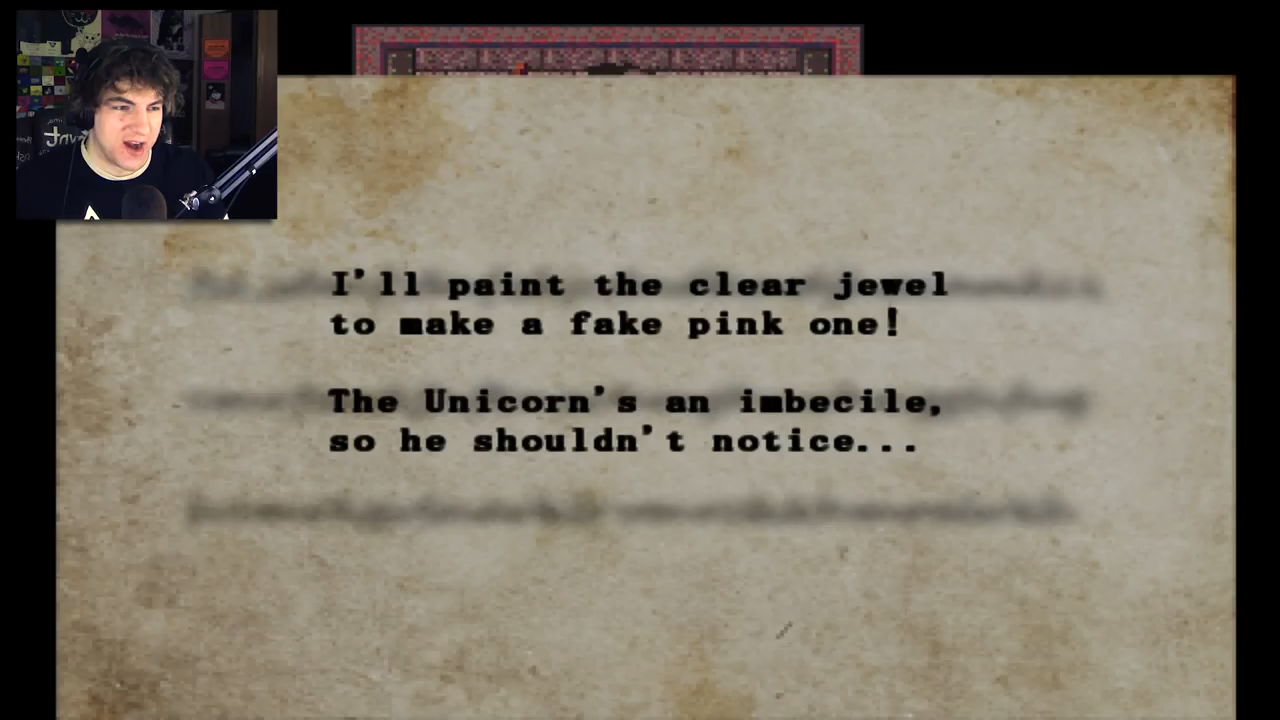 I'll paint the clear jewel
to make a fake pink one!
The Unicorn's an imbecile,
so he shouldn't notice...